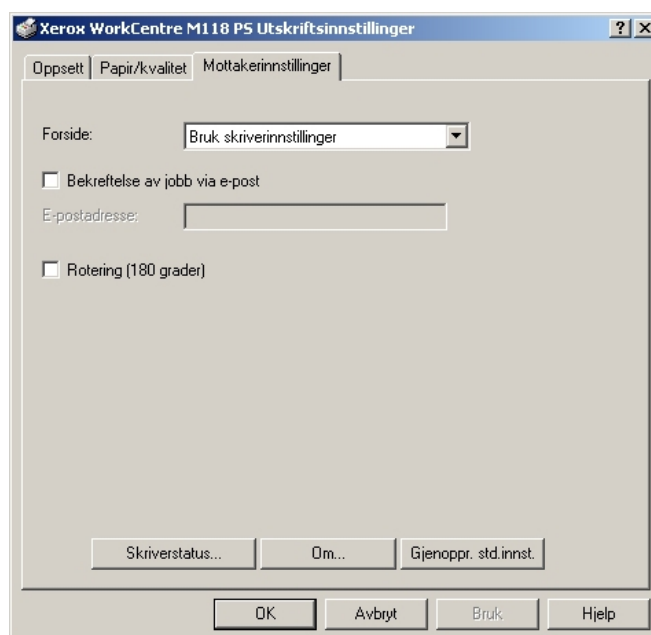 Xerox WorkCentre M118 PS Utskriftsinnstillinger
Oppsett Papir/kvalitet Mottakerinnstillinger
Forside: Bruk skriverinnstillinger
Bekreftelse av jobb via e-post
E-postadresse:
Rotering (180 grader)
Skriverstatus... Om... Gjenoppr. std.innst.
OK Avbryt Bruk Hjelp